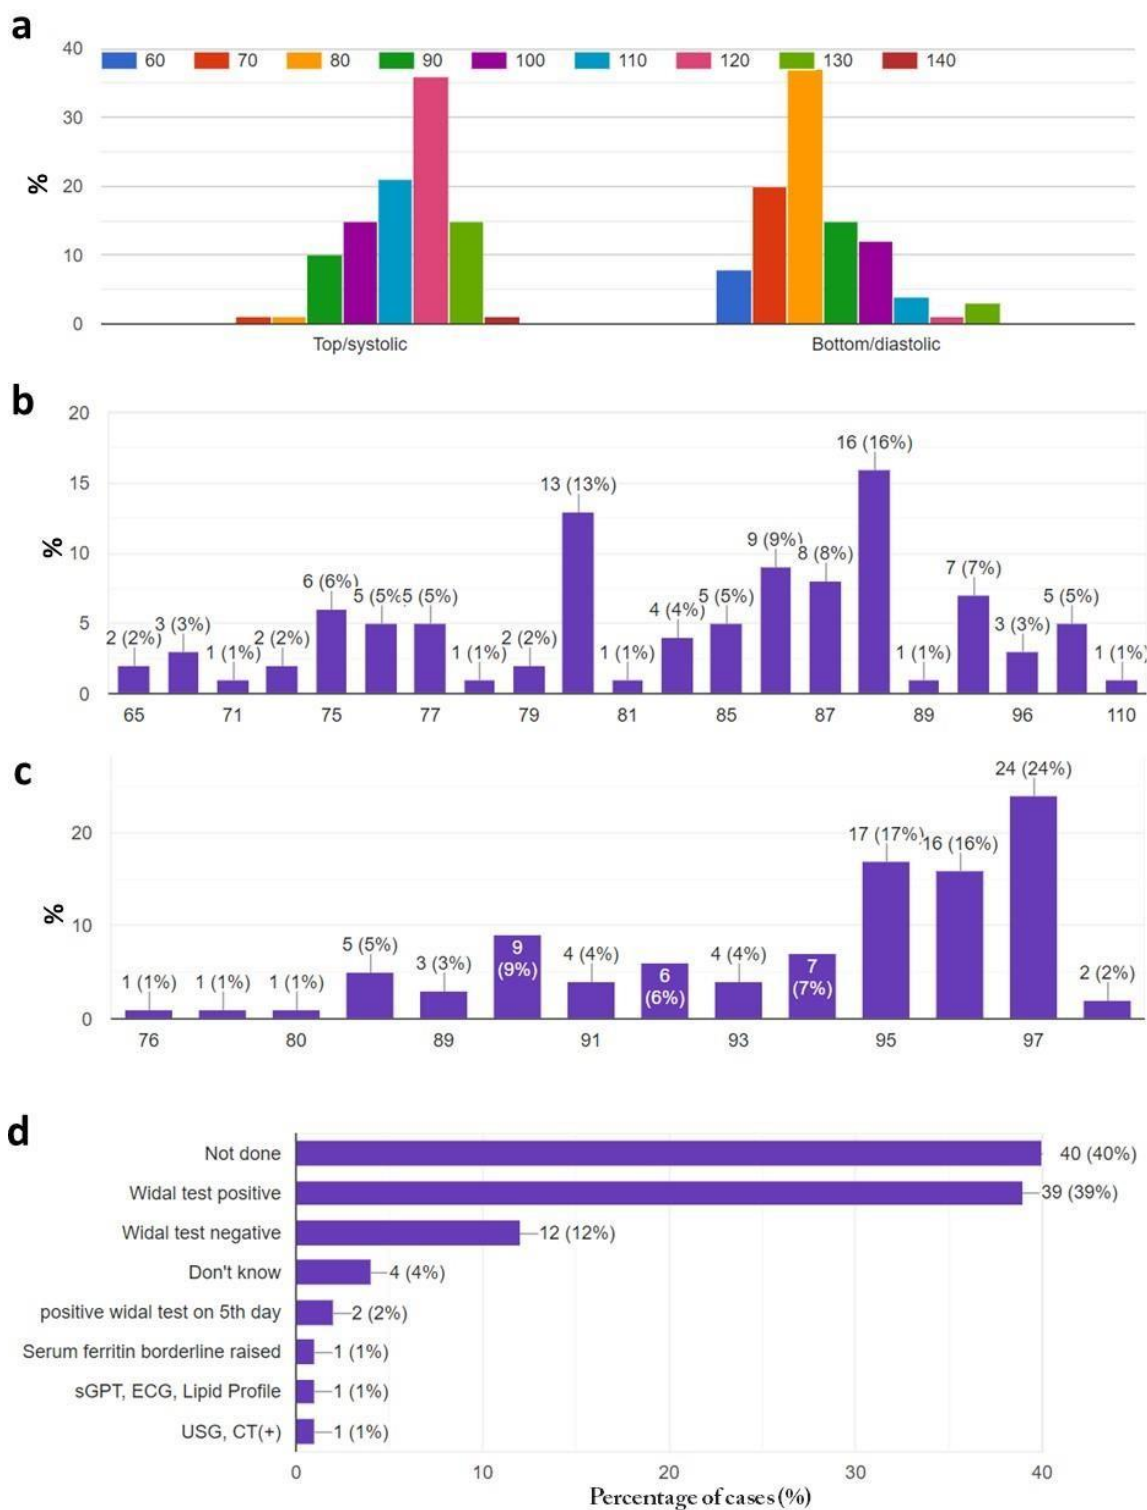 a
40
60 70 80 90 100 110 120 130 140
30
%
20
10
0
Top/systolic Bottom/diastolic
b
20
16 (16%)
15
13 (13%)
%
10
9 (9%) 8 (8%)
7 (7%)
6 (6%) 5 (5%) 5 (5%) 5 (5%) 5 (5%)
5
4 (4%)
2 (2%) 3 (3%) 1 (1%) 2 (2%) 1 (1%) 2 (2%) 1 (1%) 1 (1%) 3 (3%) 1 (1%)
0
65 71 75 77 79 81 85 87 89 96 110
c
24 (24%)
20
17 (17%) 16 (16%)
%
10
5 (5%) 3 (3%) 9 (9%) 4 (4%) 6 (6%) 4 (4%) 7 (7%)
1 (1%) 1 (1%) 1 (1%) 2 (2%)
0
76 80 89 91 93 95 97
d
Not done 40 (40%)
Widal test positive 39 (39%)
Widal test negative 12 (12%)
Don't know 4 (4%)
positive widal test on 5th day 2 (2%)
Serum ferritin borderline raised 1 (1%)
sGPT, ECG, Lipid Profile 1 (1%)
USG, CT(+) 1 (1%)
0 10 20 30 40
Percentage of cases (%)